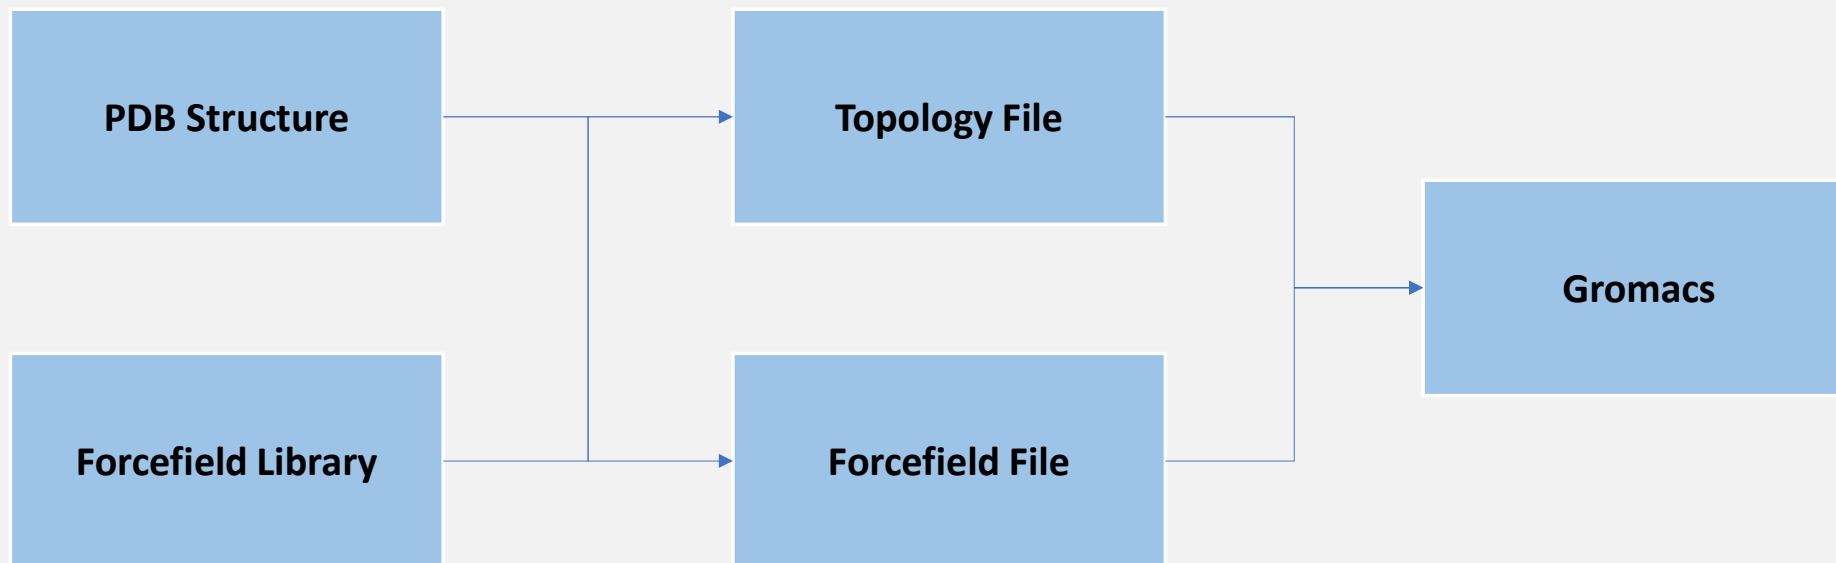 PDB Structure
Topology File
Gromacs
Forcefield Library
Forcefield File